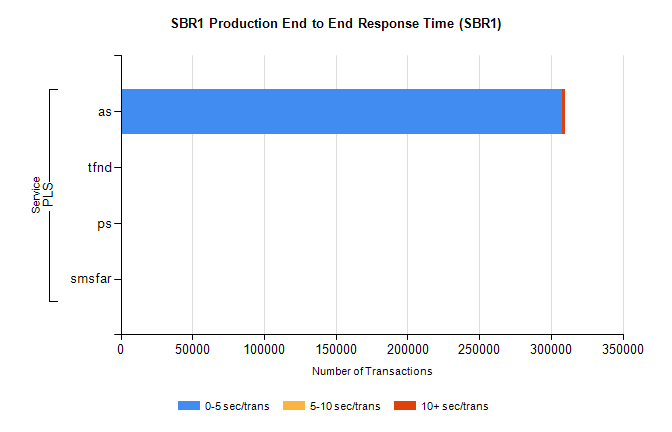 SBR1 Production End to End Response Time (SBR1)
Service
PLS
as
tfnd
ps
smsfar
0 50000 100000 150000 200000 250000 300000 350000
Number of Transactions
0-5 sec/trans 5-10 sec/trans 10+ sec/trans